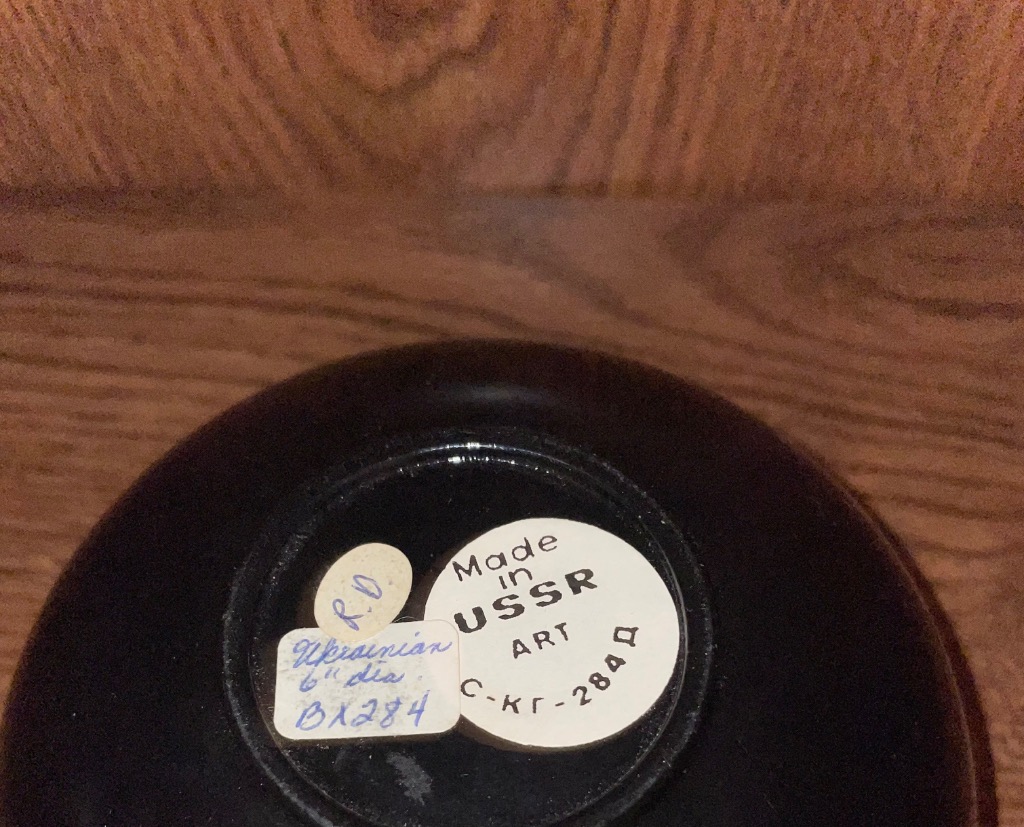 R.D.
Ukrainian
6" dia.
BX284
Made
in
USSR
ART
С-КГ-284Д